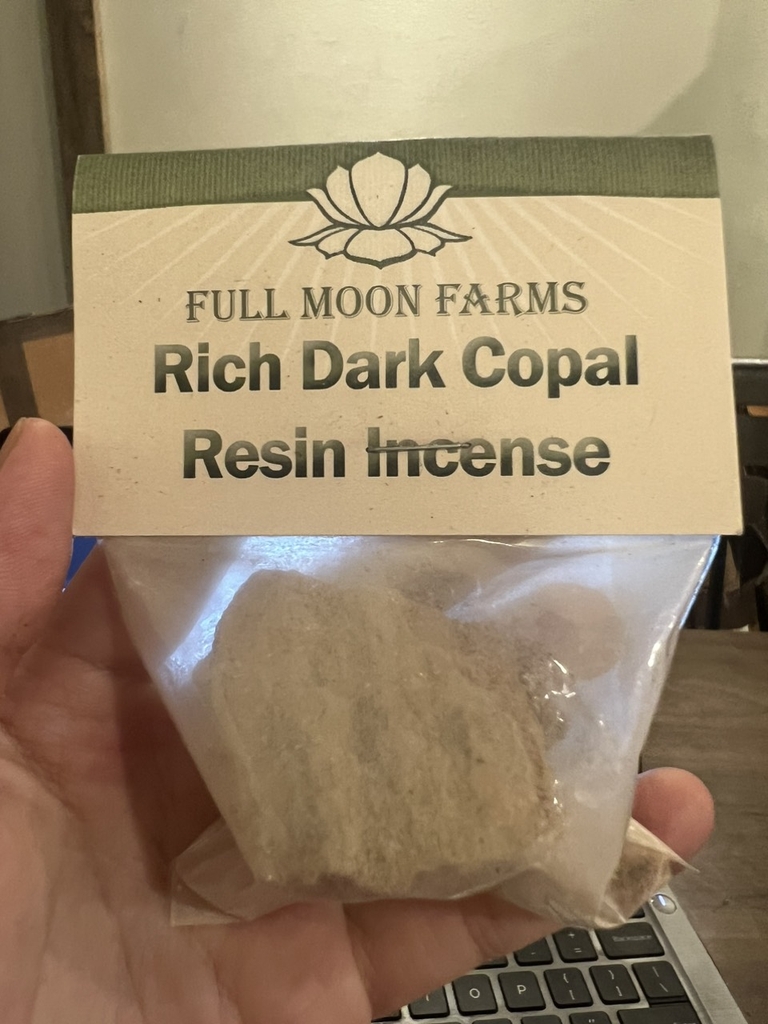 FULL MOON FARMS
Rich Dark Copal
Resin Incense
O P { [ } ] | \
+ =